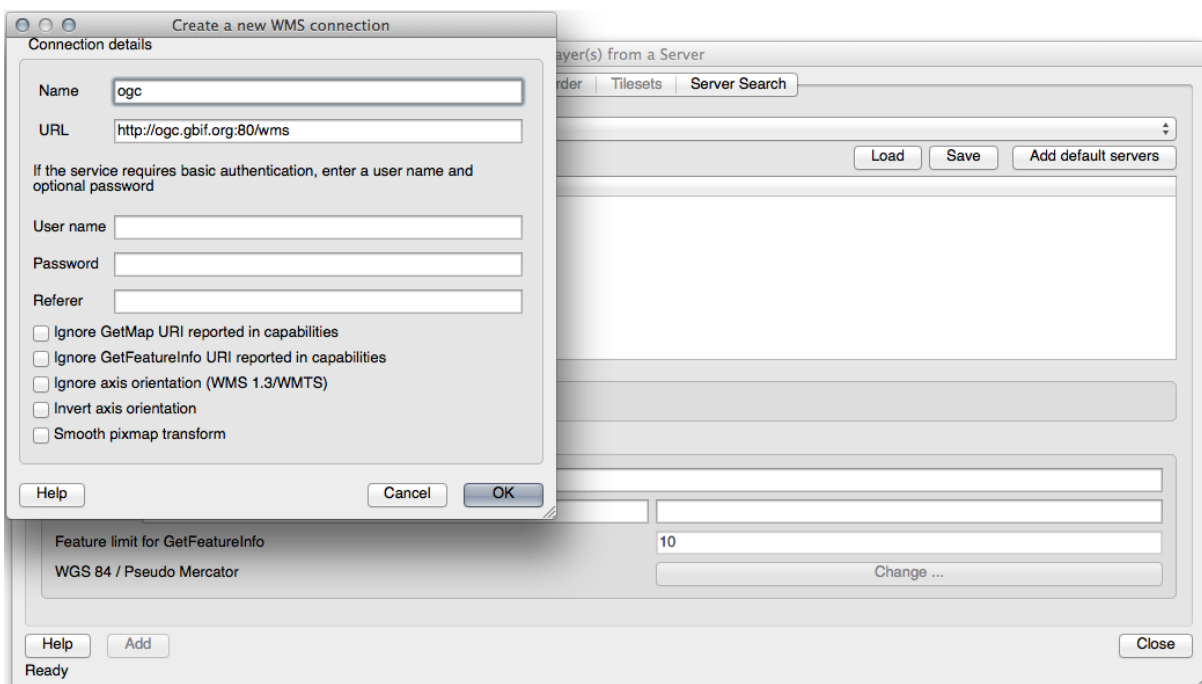 Create a new WMS connection
Connection details
Name ogc
URL http://ogc.gbif.org:80/wms
If the service requires basic authentication, enter a user name and
optional password
User name
Password
Referer
Ignore GetMap URI reported in capabilities
Ignore GetFeatureInfo URI reported in capabilities
Ignore axis orientation (WMS 1.3/WMTS)
Invert axis orientation
Smooth pixmap transform
Help Cancel OK
ayer(s) from a Server
rder Tilesets Server Search
Load Save Add default servers
Feature limit for GetFeatureInfo 10
WGS 84 / Pseudo Mercator Change ...
Help Add Close
Ready